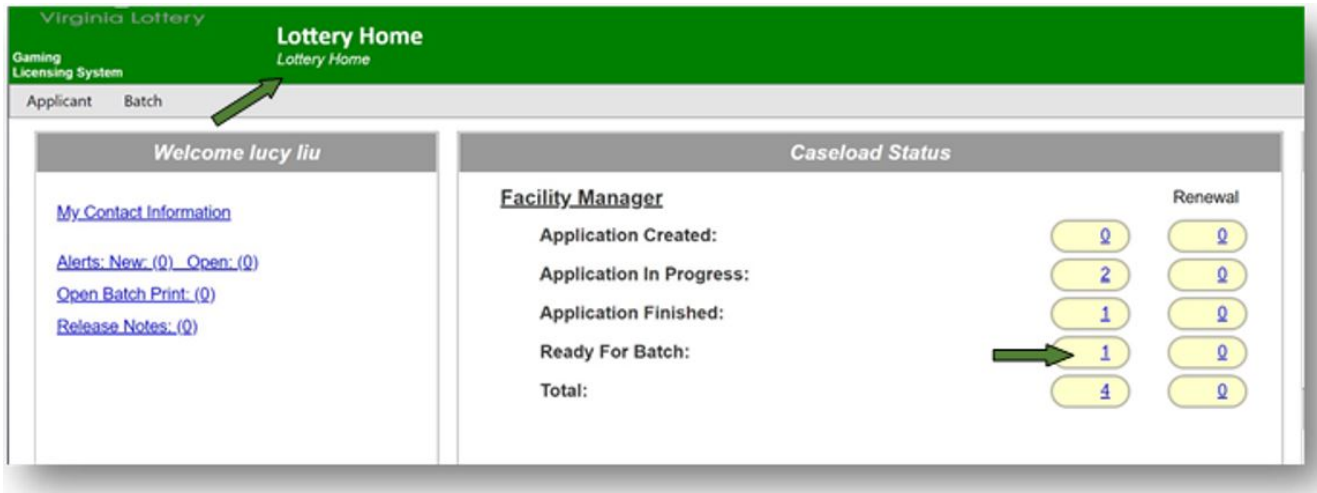 Virginia Lottery
Gaming
Licensing System
Lottery Home
Lottery Home
Applicant Batch
Welcome lucy liu
My Contact Information
Alerts: New: (0) Open: (0)
Open Batch Print: (0)
Release Notes: (0)
Caseload Status
Facility Manager Renewal
Application Created: 0 0
Application In Progress: 2 0
Application Finished: 1 0
Ready For Batch: 1 0
Total: 4 0